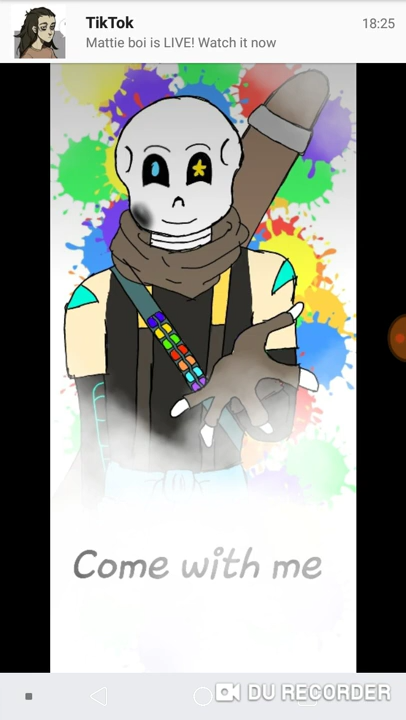 TikTok 18:25
Mattie boi is LIVE! Watch it now
Come with me
DU RECORDER